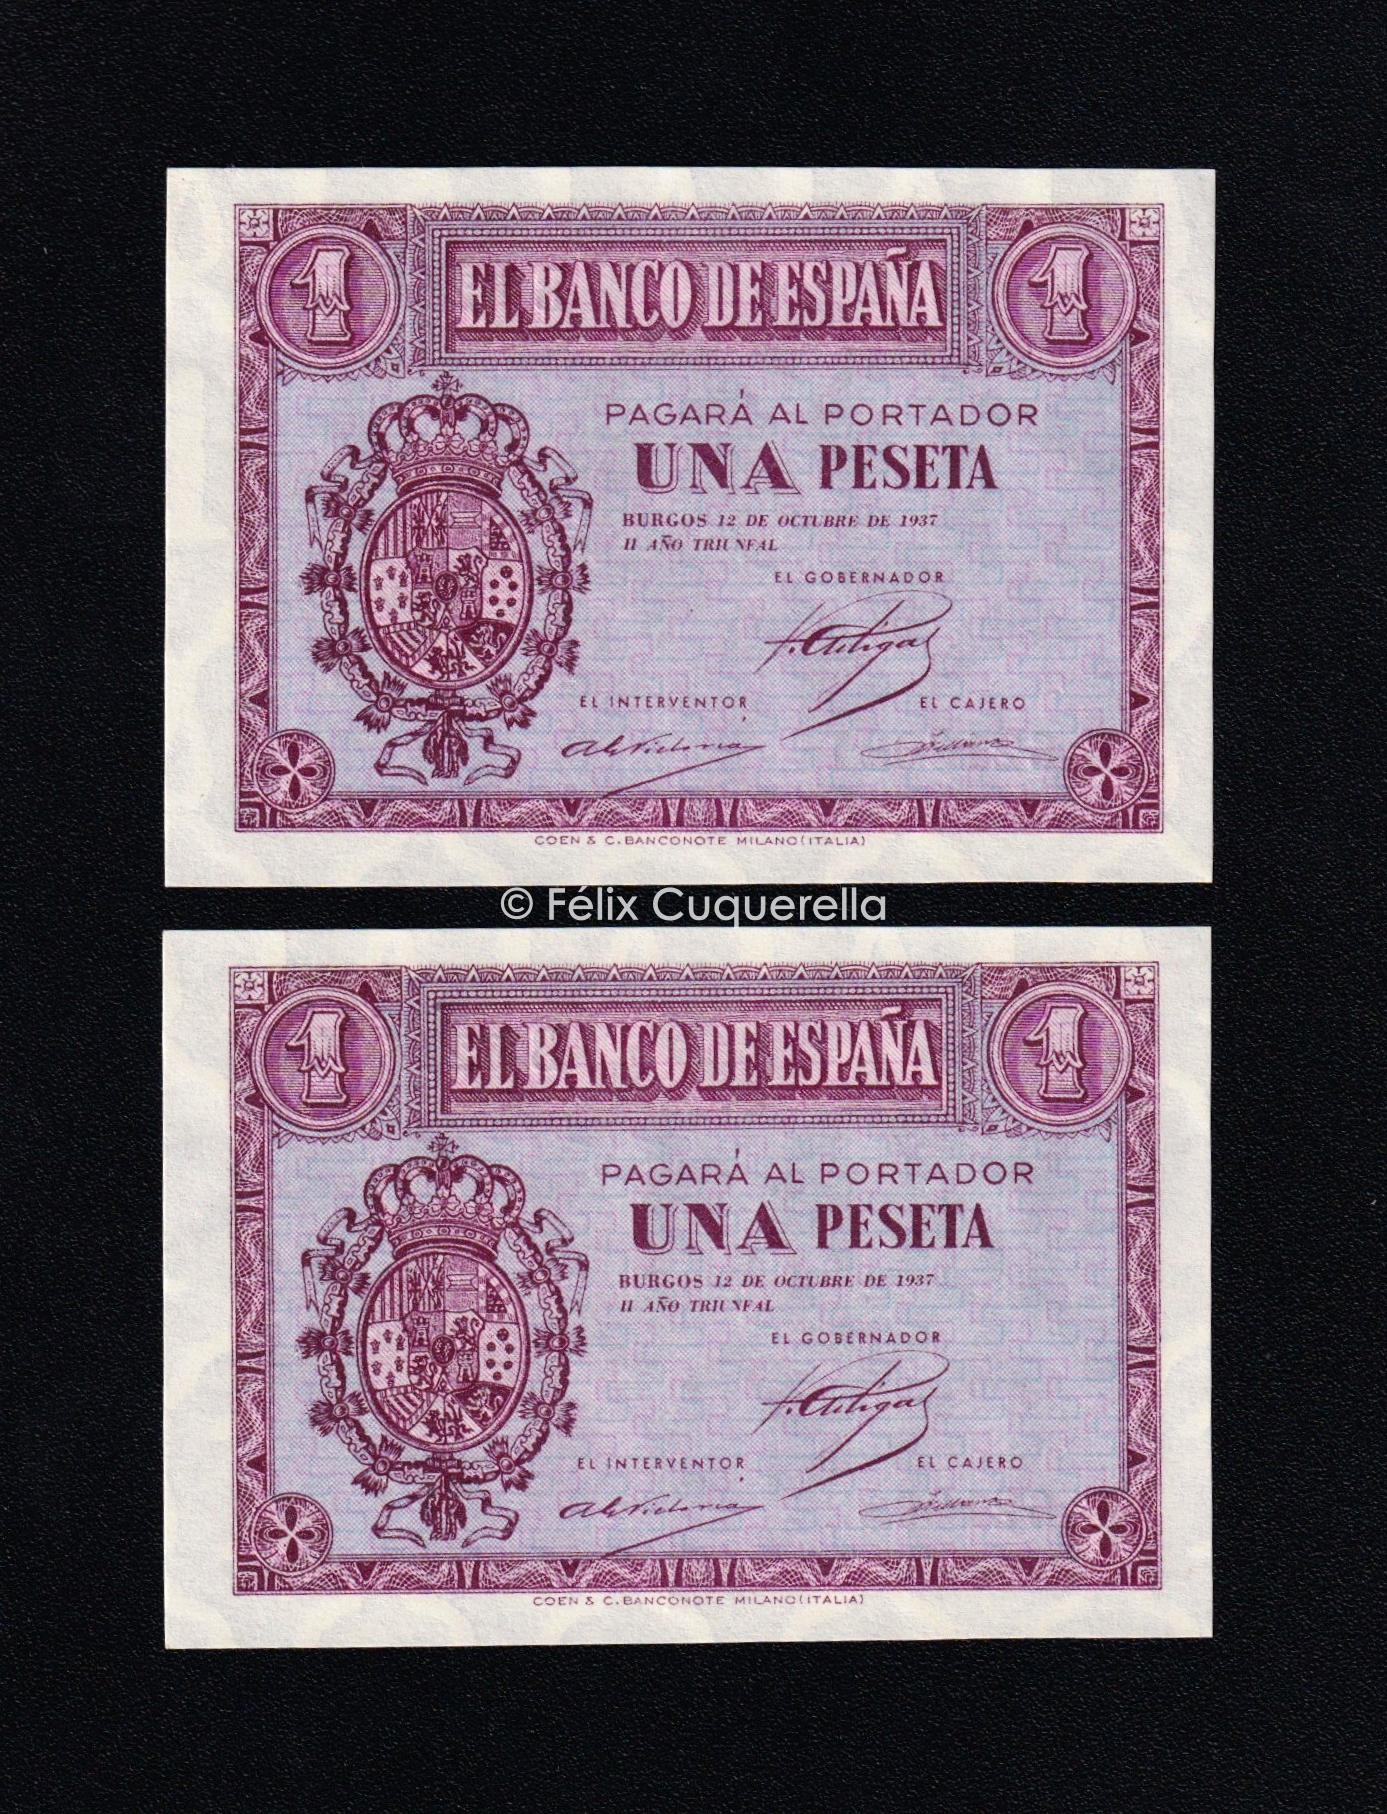 1 EL BANCO DE ESPAÑA 1
PAGARÁ AL PORTADOR
UNA PESETA
BURGOS 12 DE OCTUBRE DE 1937
II AÑO TRIUNFAL
EL GOBERNADOR
EL INTERVENTOR EL CAJERO
COEN & C. BANCONOTE MILANO (ITALIA)
© Félix Cuquerella
1 EL BANCO DE ESPAÑA 1
PAGARÁ AL PORTADOR
UNA PESETA
BURGOS 12 DE OCTUBRE DE 1937
II AÑO TRIUNFAL
EL GOBERNADOR
EL INTERVENTOR EL CAJERO
COEN & C. BANCONOTE MILANO (ITALIA)